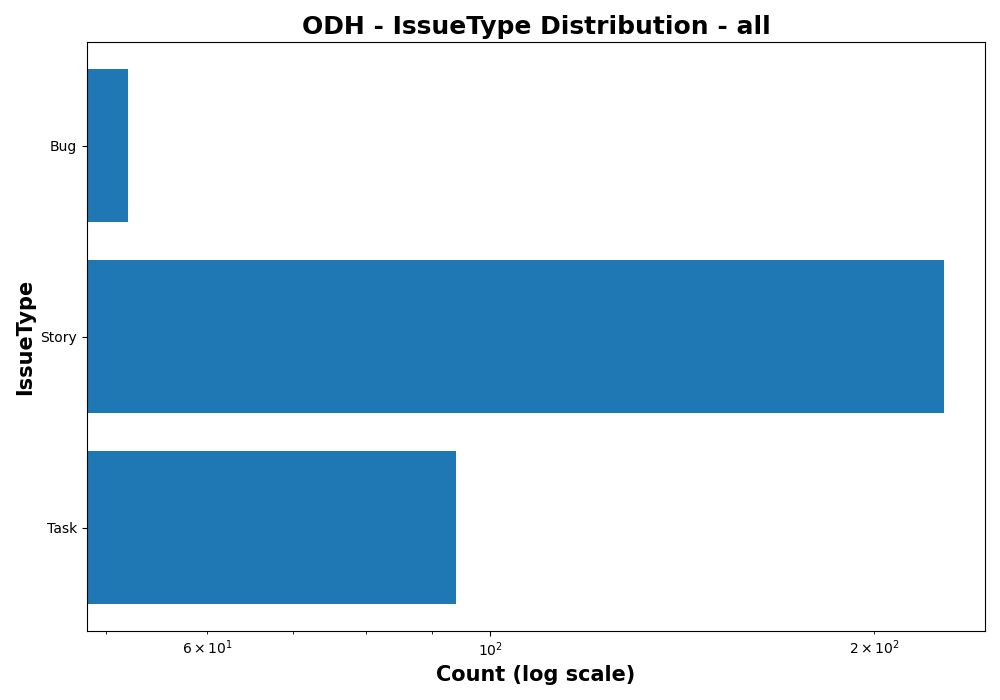 ODH - IssueType Distribution - all
IssueType
Bug
Story
Task
6 × 10¹
10²
2 × 10²
Count (log scale)